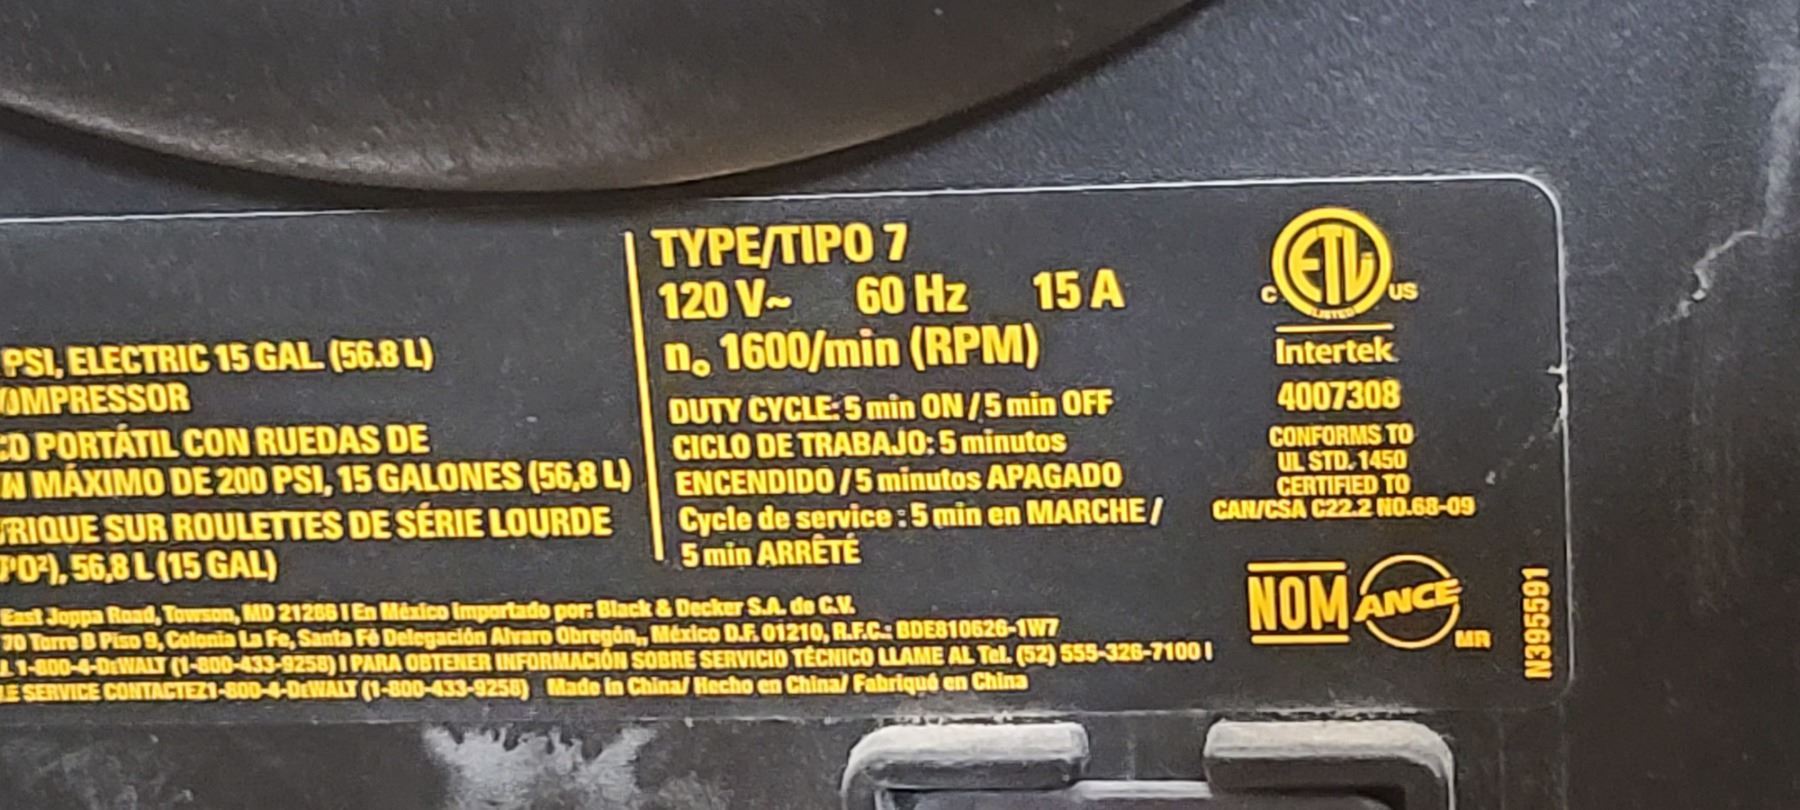 PSI, ELECTRIC 15 GAL. (56.8 L)
OMPRESSOR
CO PORTÁTIL CON RUEDAS DE
N MÁXIMO DE 200 PSI, 15 GALONES (56,8 L)
RIQUE SUR ROULETTES DE SÉRIE LOURDE
PO²), 56,8 L (15 GAL)
TYPE/TIPO 7
120 V~ 60 Hz 15 A
n₀ 1600/min (RPM)
DUTY CYCLE: 5 min ON / 5 min OFF
CICLO DE TRABAJO: 5 minutos
ENCENDIDO / 5 minutos APAGADO
Cycle de service : 5 min en MARCHE /
5 min ARRÊTÉ
ETL
C US
LISTED
Intertek
4007308
CONFORMS TO
UL STD. 1450
CERTIFIED TO
CAN/CSA C22.2 NO.68-09
NOM ANCE
MR
N395591
East Joppa Road, Towson, MD 21286 | En México importado por: Black & Decker S.A. de C.V.
70 Torre B Piso 9, Colonia La Fe, Santa Fé Delegación Alvaro Obregón,, México D.F. 01210, R.F.C.: BDE810626-1W7
1-800-4-DEWALT (1-800-433-9258) | PARA OBTENER INFORMACIÓN SOBRE SERVICIO TÉCNICO LLAME AL Tel. (52) 555-326-7100 |
LE SERVICE CONTACTEZ1-800-4-DEWALT (1-800-433-9258) Made in China/ Hecho en China/ Fabriqué en China